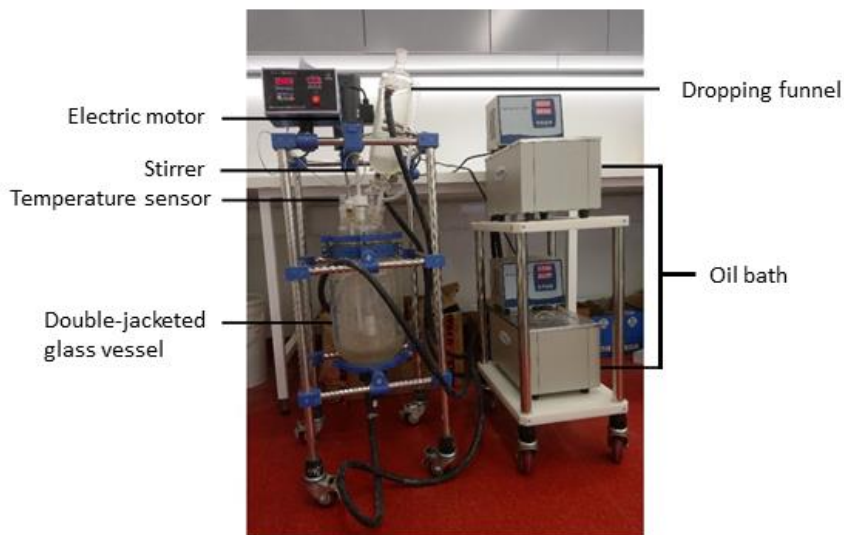 Dropping funnel
Electric motor
Stirrer
Temperature sensor
Oil bath
Double-jacketed
glass vessel